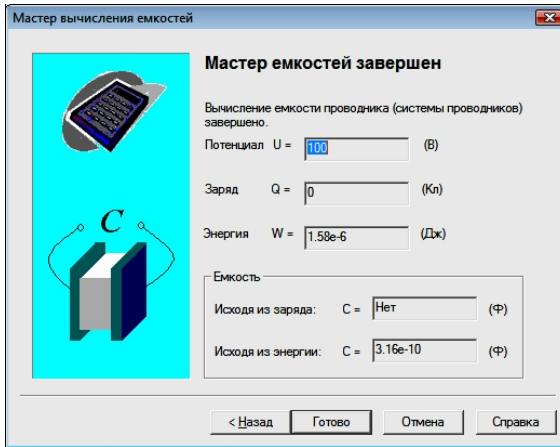 Мастер вычисления емкостей
Мастер емкостей завершен
Вычисление емкости проводника (системы проводников)
завершено.
Потенциал U = 100 (В)
Заряд Q = 0 (Кл)
Энергия W = 1.58e-6 (Дж)
C
Емкость
Исходя из заряда: C = Нет (Ф)
Исходя из энергии: C = 3.16e-10 (Ф)
< Назад Готово Отмена Справка